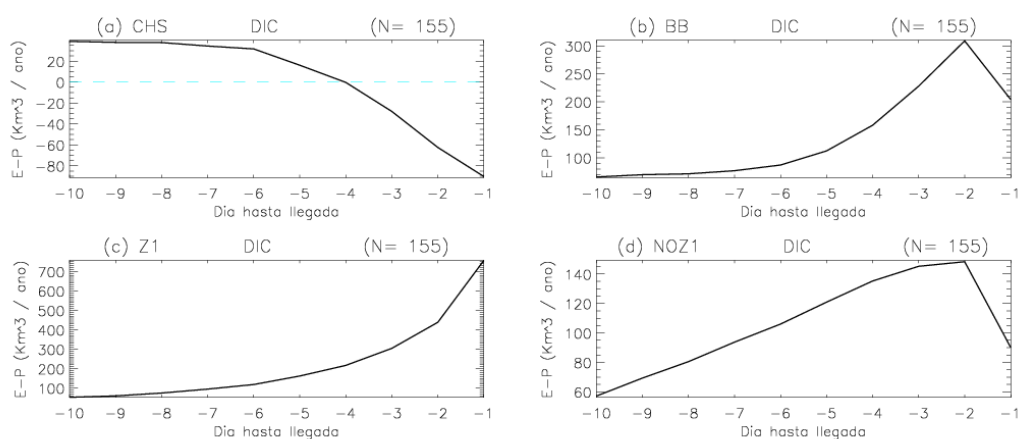 (a) CHS DIC (N= 155)
E-P (Km^3 / ano)
20
0
-20
-40
-60
-80
-10 -9 -8 -7 -6 -5 -4 -3 -2 -1
Dia hasta llegada
(b) BB DIC (N= 155)
E-P (Km^3 / ano)
300
250
200
150
100
-10 -9 -8 -7 -6 -5 -4 -3 -2 -1
Dia hasta llegada
(c) Z1 DIC (N= 155)
E-P (Km^3 / ano)
700
600
500
400
300
200
100
-10 -9 -8 -7 -6 -5 -4 -3 -2 -1
Dia hasta llegada
(d) NOZ1 DIC (N= 155)
E-P (Km^3 / ano)
140
120
100
80
60
-10 -9 -8 -7 -6 -5 -4 -3 -2 -1
Dia hasta llegada